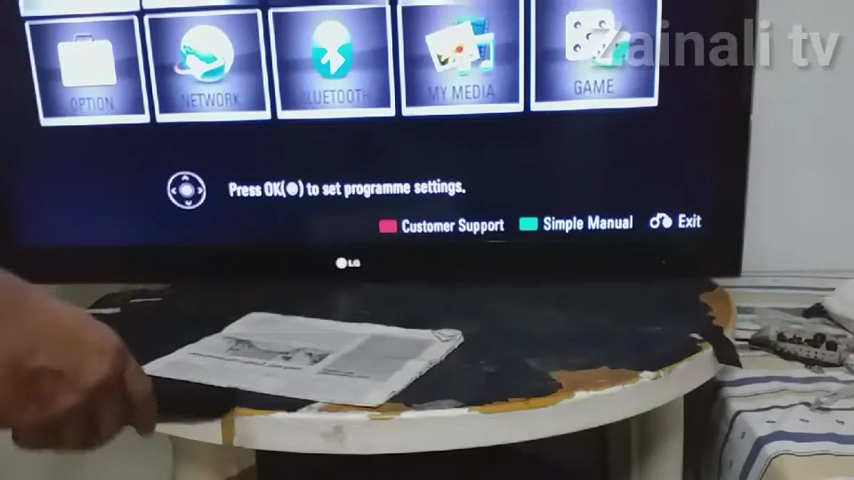 Zainali tv
OPTION
NETWORK
BLUETOOTH
MY MEDIA
GAME
Press OK(◉) to set programme settings.
Customer Support
Simple Manual
Exit
LG